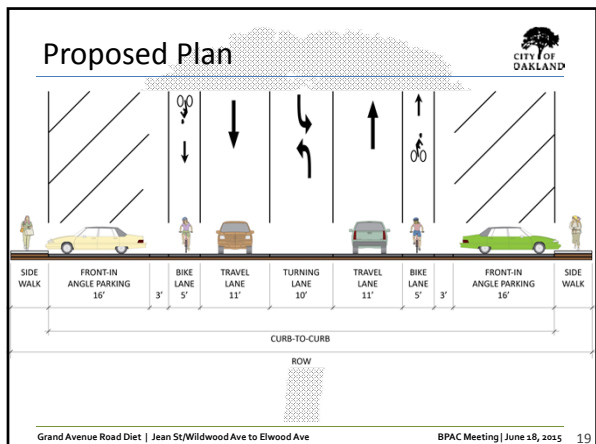 Proposed Plan
CITY OF
OAKLAND
SIDE
WALK
FRONT-IN
ANGLE PARKING
16'
3'
BIKE
LANE
5'
TRAVEL
LANE
11'
TURNING
LANE
10'
TRAVEL
LANE
11'
BIKE
LANE
5'
3'
FRONT-IN
ANGLE PARKING
16'
SIDE
WALK
CURB-TO-CURB
ROW
Grand Avenue Road Diet | Jean St/Wildwood Ave to Elwood Ave
BPAC Meeting | June 18, 2015 19